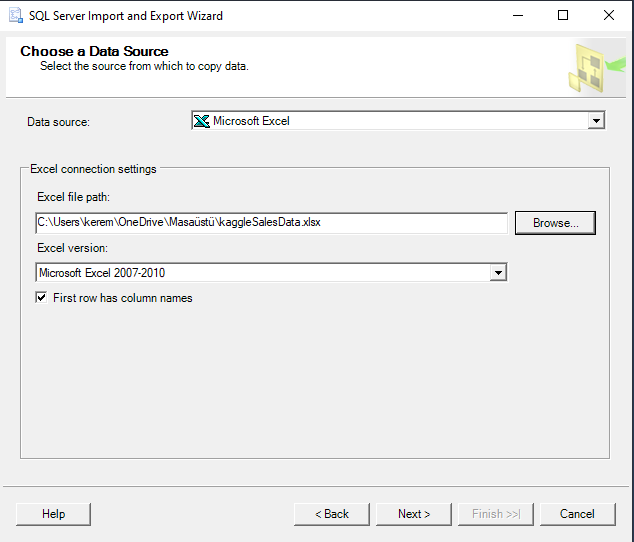 SQL Server Import and Export Wizard
Choose a Data Source
Select the source from which to copy data.
Data source:
Microsoft Excel
Excel connection settings
Excel file path:
C:\Users\kerem\OneDrive\Masaüstü\kaggleSalesData.xlsx
Browse...
Excel version:
Microsoft Excel 2007-2010
First row has column names
Help
< Back
Next >
Finish >>|
Cancel